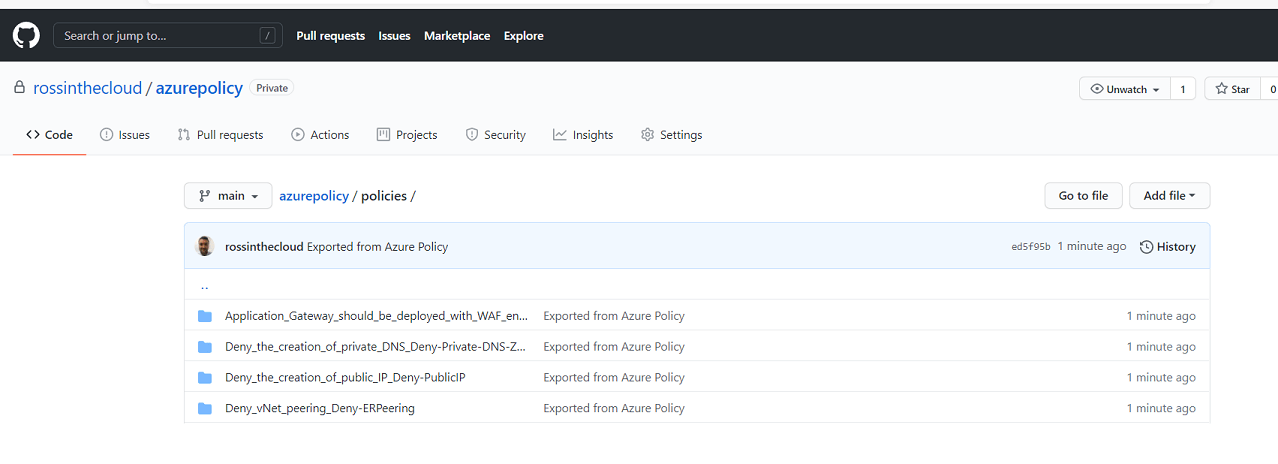 Search or jump to... / Pull requests Issues Marketplace Explore
rossinthecloud / azurepolicy Private Unwatch 1 Star 0
<> Code Issues Pull requests Actions Projects Security Insights Settings
main azurepolicy / policies / Go to file Add file
rossinthecloud Exported from Azure Policy ed5f95b 1 minute ago History
..
Application_Gateway_should_be_deployed_with_WAF_en... Exported from Azure Policy 1 minute ago
Deny_the_creation_of_private_DNS_Deny-Private-DNS-Z... Exported from Azure Policy 1 minute ago
Deny_the_creation_of_public_IP_Deny-PublicIP Exported from Azure Policy 1 minute ago
Deny_vNet_peering_Deny-ERPeering Exported from Azure Policy 1 minute ago